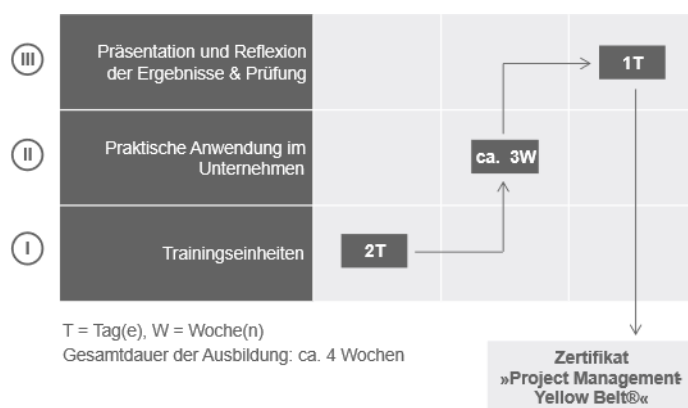 III
Präsentation und Reflexion
der Ergebnisse & Prüfung
1T
II
Praktische Anwendung im
Unternehmen
ca. 3W
I
Trainingseinheiten
2T
T = Tag(e), W = Woche(n)
Gesamtdauer der Ausbildung: ca. 4 Wochen
Zertifikat
»Project Management-
Yellow Belt®«